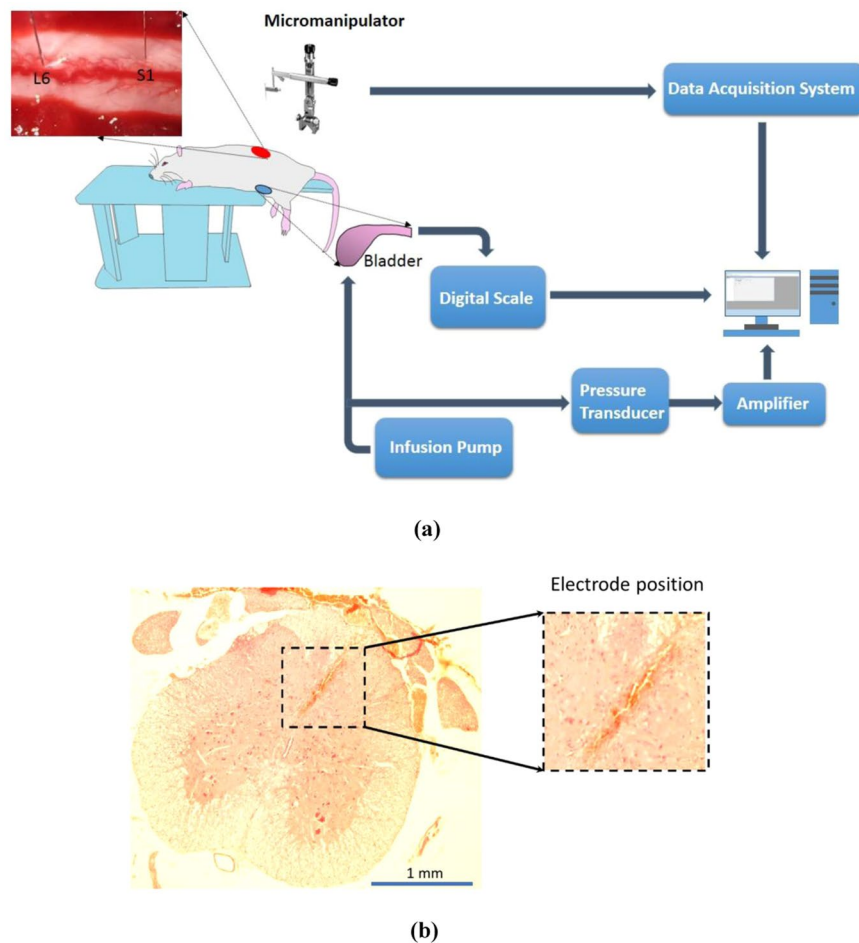 Micromanipulator
L6
S1
Data Acquisition System
Bladder
Digital Scale
Pressure
Transducer
Amplifier
Infusion Pump
(a)
Electrode position
1 mm
(b)